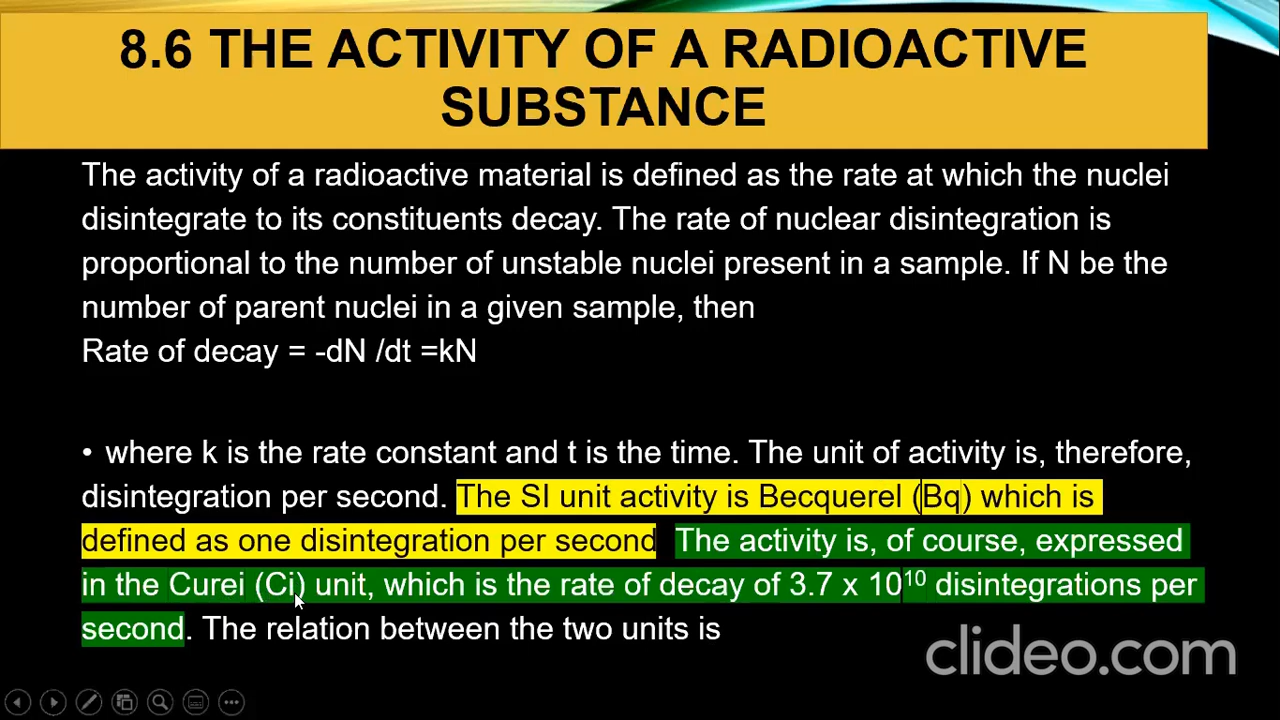 8.6 THE ACTIVITY OF A RADIOACTIVE
SUBSTANCE
The activity of a radioactive material is defined as the rate at which the nuclei
disintegrate to its constituents decay. The rate of nuclear disintegration is
proportional to the number of unstable nuclei present in a sample. If N be the
number of parent nuclei in a given sample, then
Rate of decay = -dN /dt =kN
• where k is the rate constant and t is the time. The unit of activity is, therefore,
disintegration per second. The SI unit activity is Becquerel (Bq) which is
defined as one disintegration per second The activity is, of course, expressed
in the Curei (Ci) unit, which is the rate of decay of 3.7 x 10¹⁰ disintegrations per
second. The relation between the two units is
clideo.com